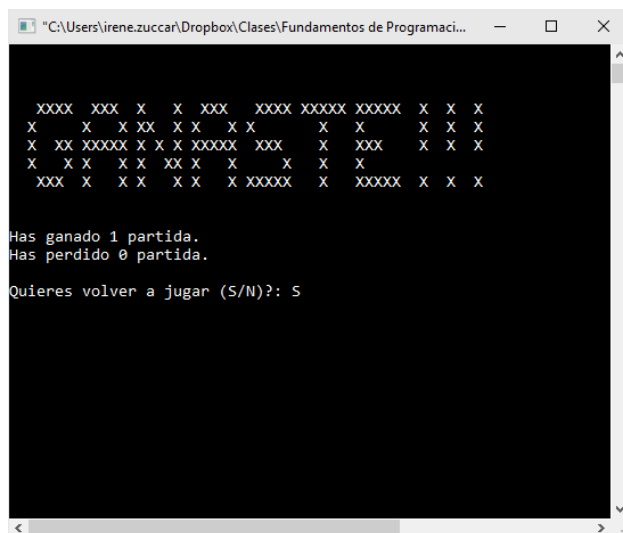 "C:\Users\irene.zuccar\Dropbox\Clases\Fundamentos de Programaci...
GANASTE!!!
Has ganado 1 partida.
Has perdido 0 partida.
Quieres volver a jugar (S/N)?: S